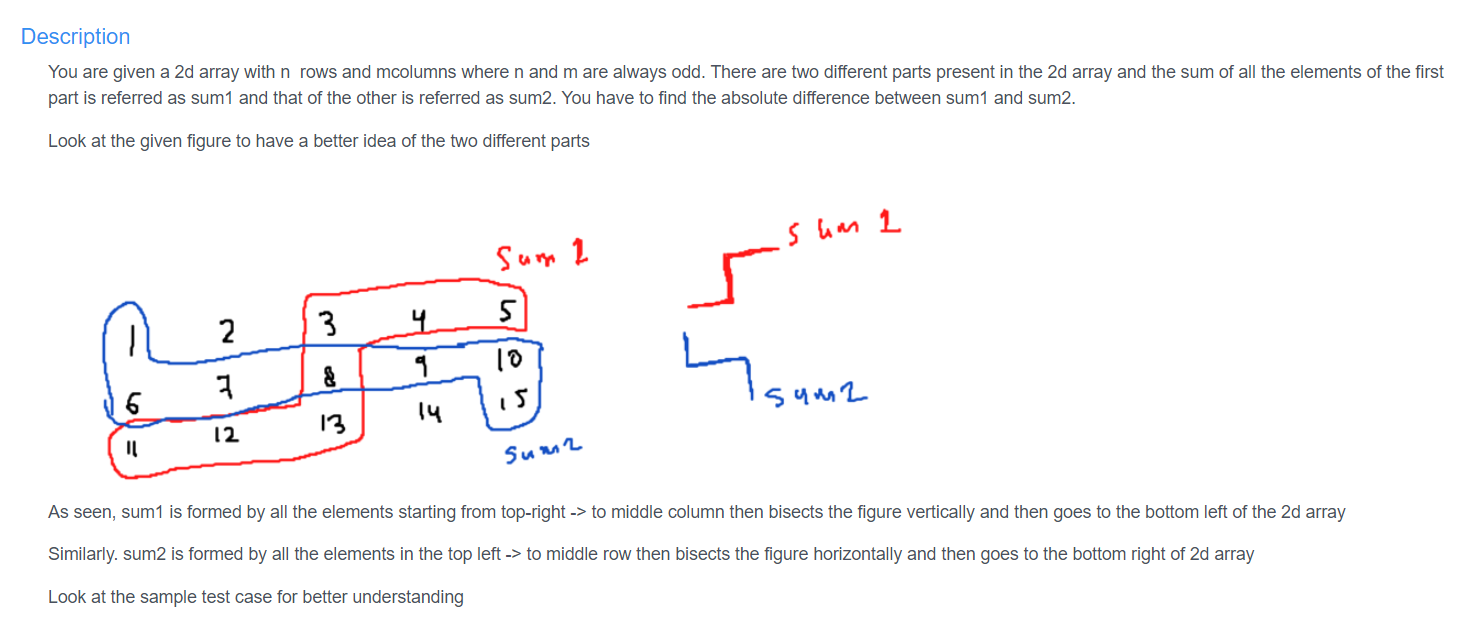 Description
You are given a 2d array with n rows and mcolumns where n and m are always odd. There are two different parts present in the 2d array and the sum of all the elements of the first
part is referred as sum1 and that of the other is referred as sum2. You have to find the absolute difference between sum1 and sum2.
Look at the given figure to have a better idea of the two different parts
sum 1
Sum 1
1 2 3 4 5
6 7 8 9 10
11 12 13 14 15
sum2
sum2
As seen, sum1 is formed by all the elements starting from top-right -> to middle column then bisects the figure vertically and then goes to the bottom left of the 2d array
Similarly. sum2 is formed by all the elements in the top left -> to middle row then bisects the figure horizontally and then goes to the bottom right of 2d array
Look at the sample test case for better understanding